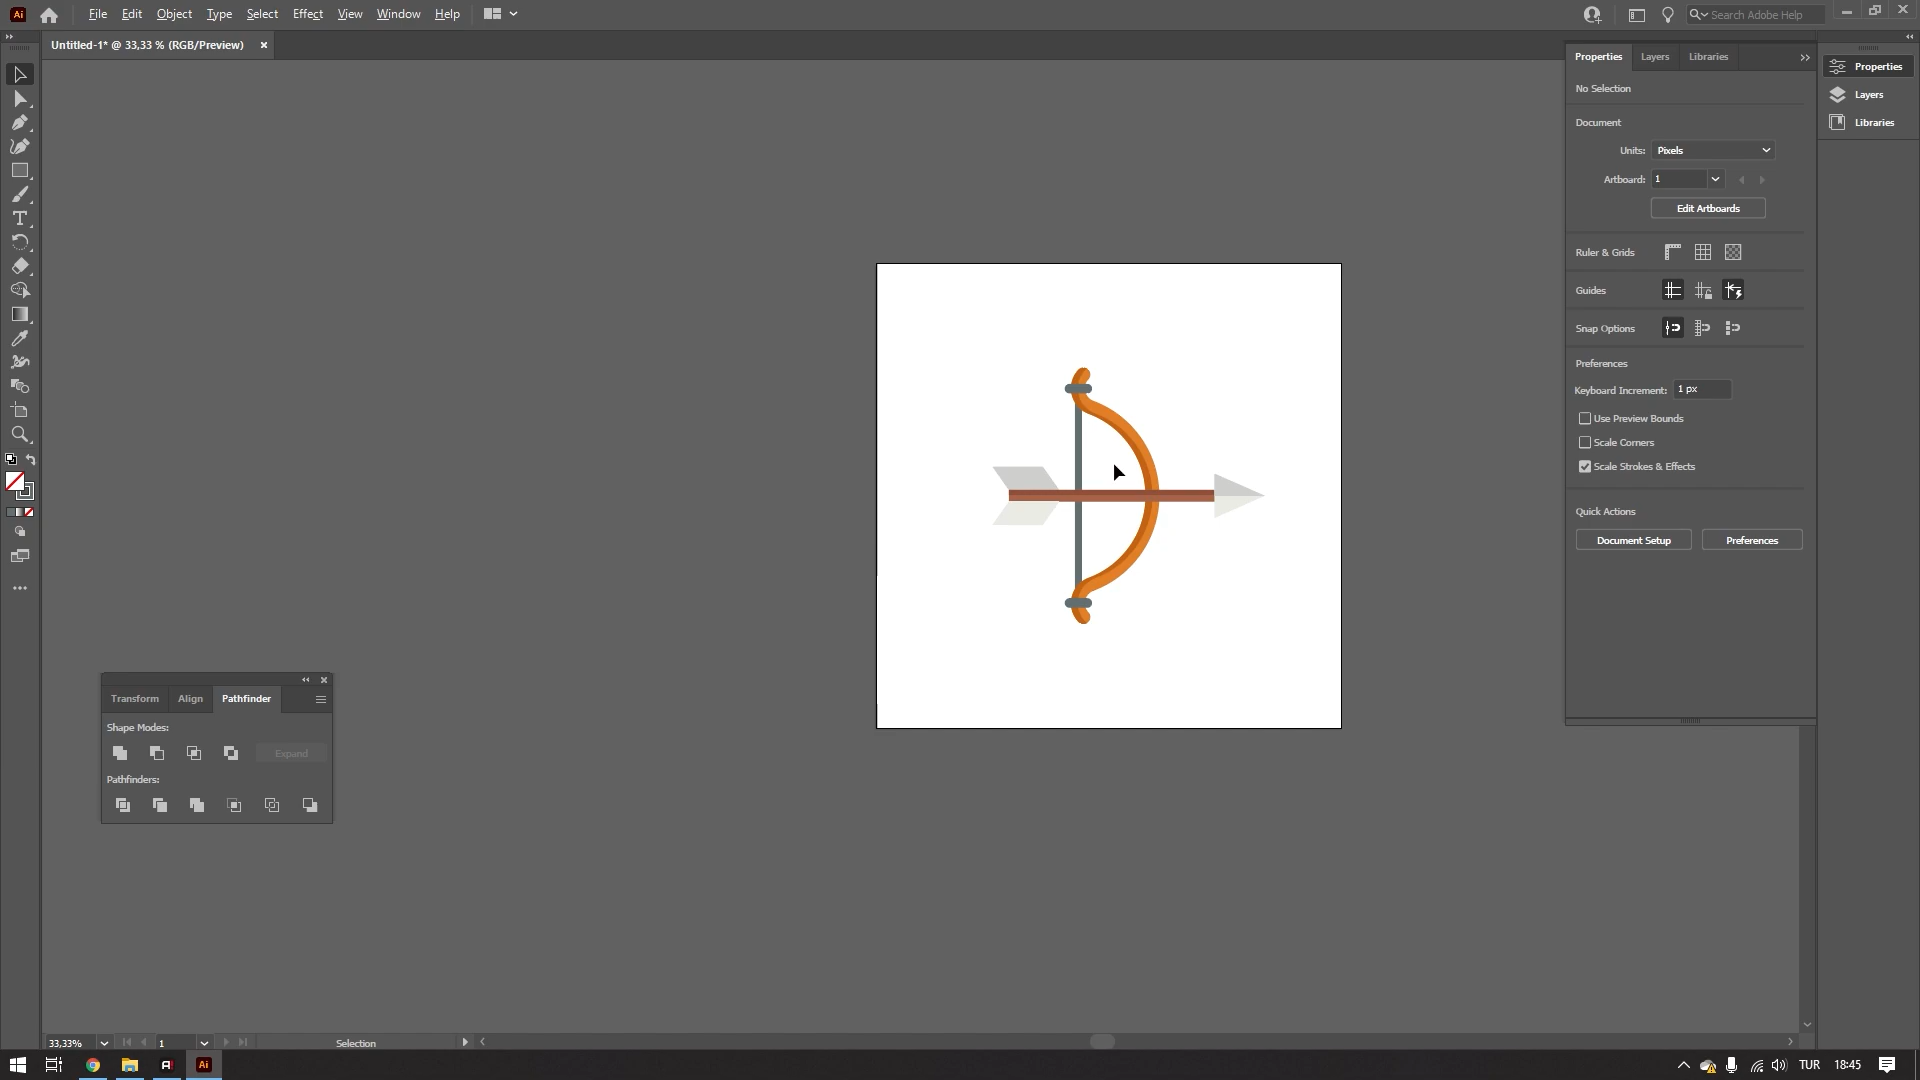 Ai File Edit Object Type Select Effect View Window Help Search Adobe Help
Untitled-1* @ 33,33 % (RGB/Preview)
Properties Layers Libraries
No Selection
Document
Units: Pixels
Artboard: 1
Edit Artboards
Ruler & Grids
Guides
Snap Options
Preferences
Keyboard Increment: 1 px
Use Preview Bounds
Scale Corners
Scale Strokes & Effects
Quick Actions
Document Setup Preferences
Properties
Layers
Libraries
Transform Align Pathfinder
Shape Modes:
Expand
Pathfinders:
33,33% 1 Selection
Ai TUR 18:45